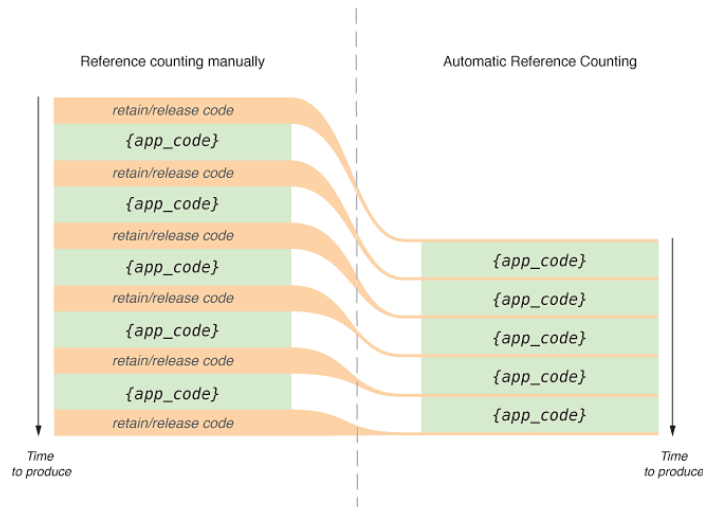 Reference counting manually
Automatic Reference Counting
retain/release code
{app_code}
retain/release code
{app_code}
retain/release code
{app_code}
retain/release code
{app_code}
retain/release code
{app_code}
retain/release code
Time
to produce
{app_code}
{app_code}
{app_code}
{app_code}
{app_code}
Time
to produce